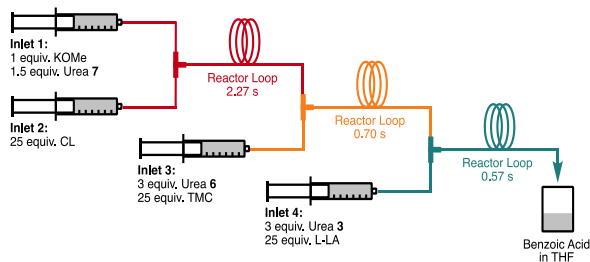 Inlet 1:
1 equiv. KOMe
1.5 equiv. Urea 7
Reactor Loop
2.27 s
Inlet 2:
25 equiv. CL
Reactor Loop
0.70 s
Inlet 3:
3 equiv. Urea 6
25 equiv. TMC
Reactor Loop
0.57 s
Inlet 4:
3 equiv. Urea 3
25 equiv. L-LA
Benzoic Acid
in THF